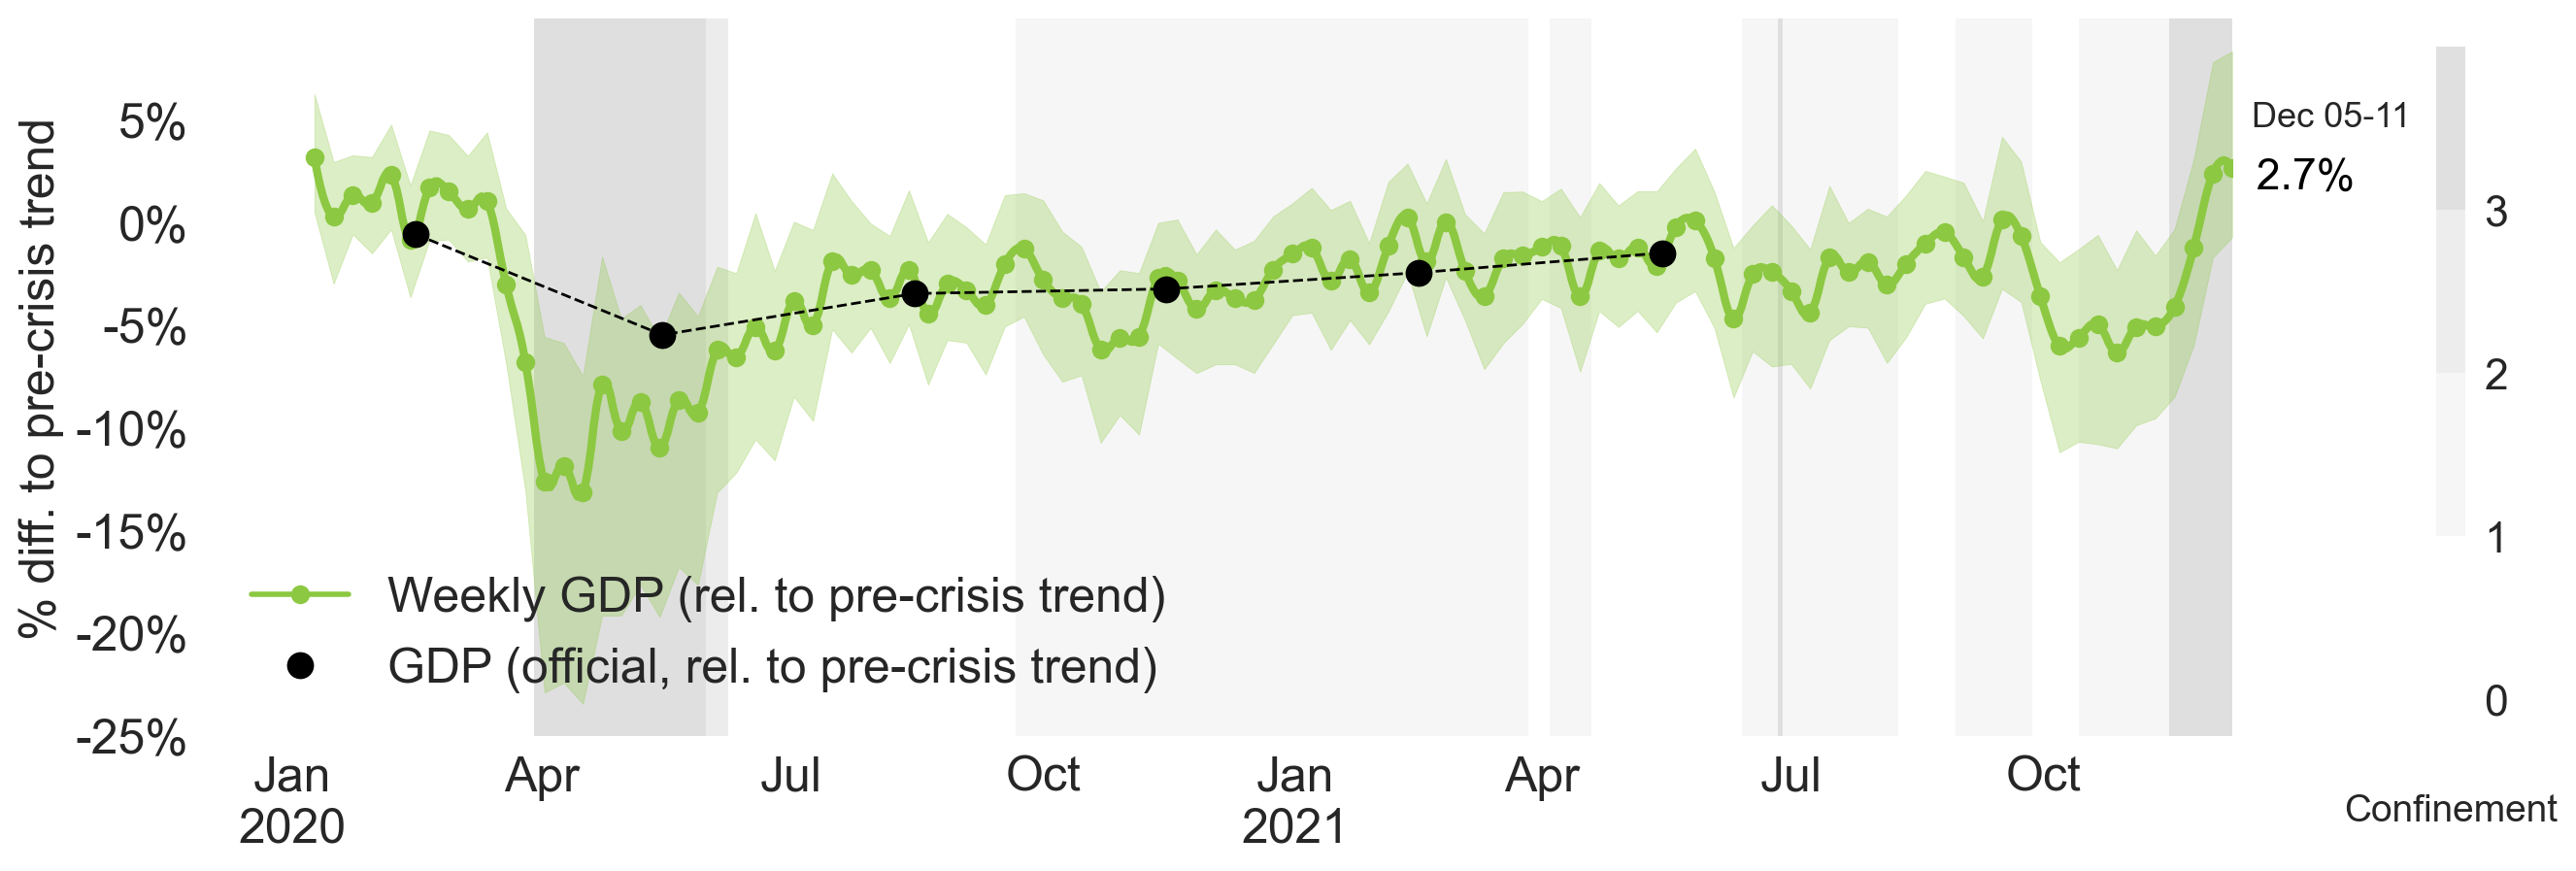 % diff. to pre-crisis trend
5%
0%
-5%
-10%
-15%
-20%
-25%
Weekly GDP (rel. to pre-crisis trend)
GDP (official, rel. to pre-crisis trend)
Jan
2020
Apr
Jul
Oct
Jan
2021
Apr
Jul
Oct
Dec 05-11
2.7%
3
2
1
0
Confinement